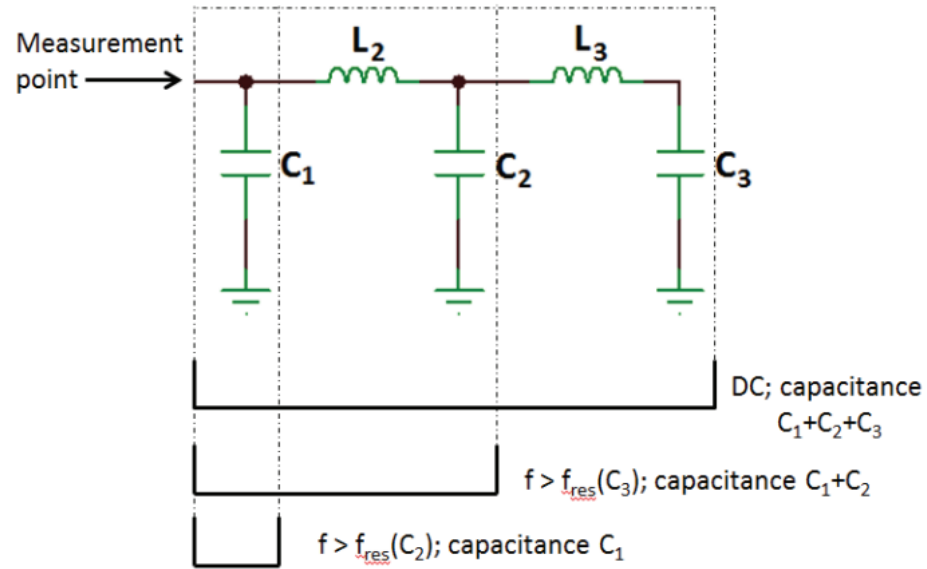 Measurement
point
L₂
L₃
C₁
C₂
C₃
DC; capacitance
C₁+C₂+C₃
f > fres(C₃); capacitance C₁+C₂
f > fres(C₂); capacitance C₁